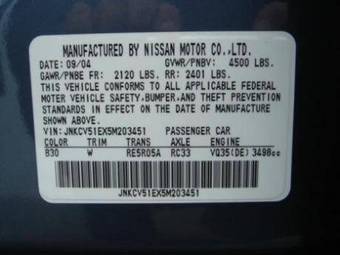 MANUFACTURED BY NISSAN MOTOR CO.,LTD.
DATE: 09/04 GVWR/PNBV: 4500 LBS.
GAWR/PNBE FR: 2120 LBS. RR: 2401 LBS.
THIS VEHICLE CONFORMS TO ALL APPLICABLE FEDERAL
MOTOR VEHICLE SAFETY, BUMPER, AND THEFT PREVENTION
STANDARDS IN EFFECT ON THE DATE OF MANUFACTURE
SHOWN ABOVE.
VIN: JNKCV51EX5M203451 PASSENGER CAR
COLOR TRIM TRANS AXLE ENGINE
B30 W RE5R05A RC33 VQ35(DE) 3498cc
JNKCV51EX5M203451